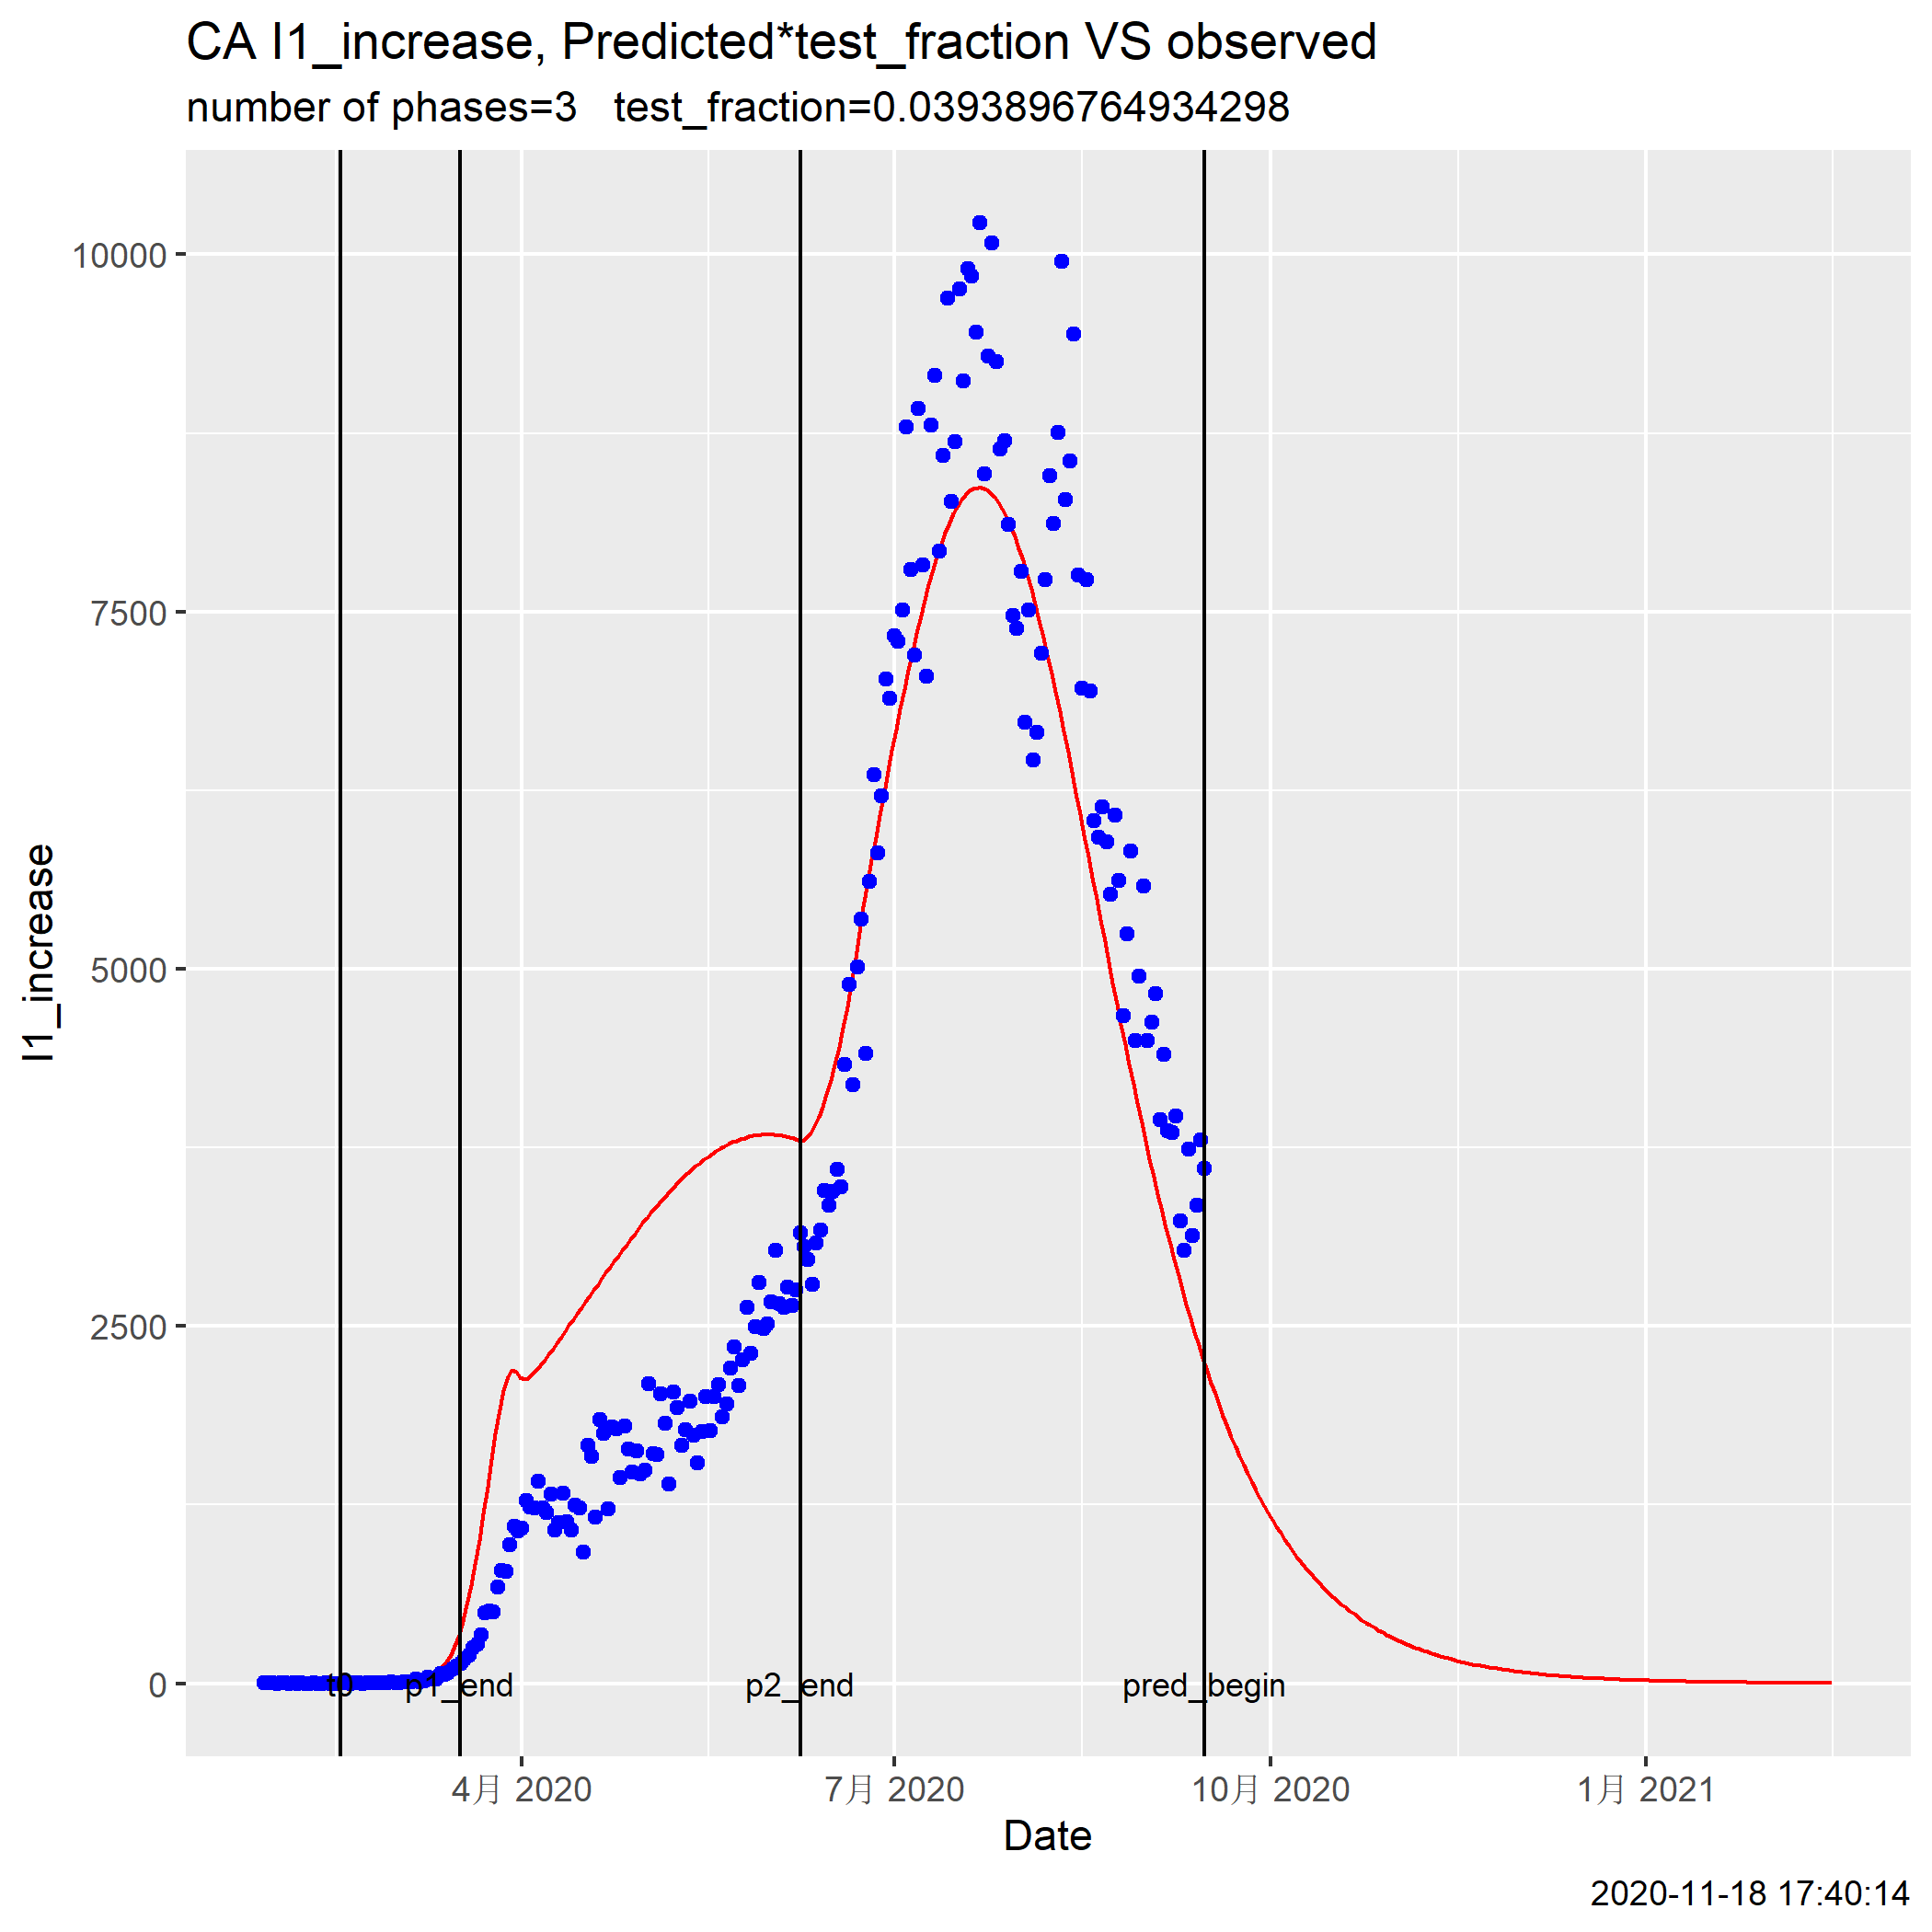 CA I1_increase, Predicted*test_fraction VS observed
number of phases=3 test_fraction=0.0393896764934298
10000
7500
5000
2500
0
I1_increase
t0
p1_end
p2_end
pred_begin
4月 2020
7月 2020
10月 2020
1月 2021
Date
2020-11-18 17:40:14